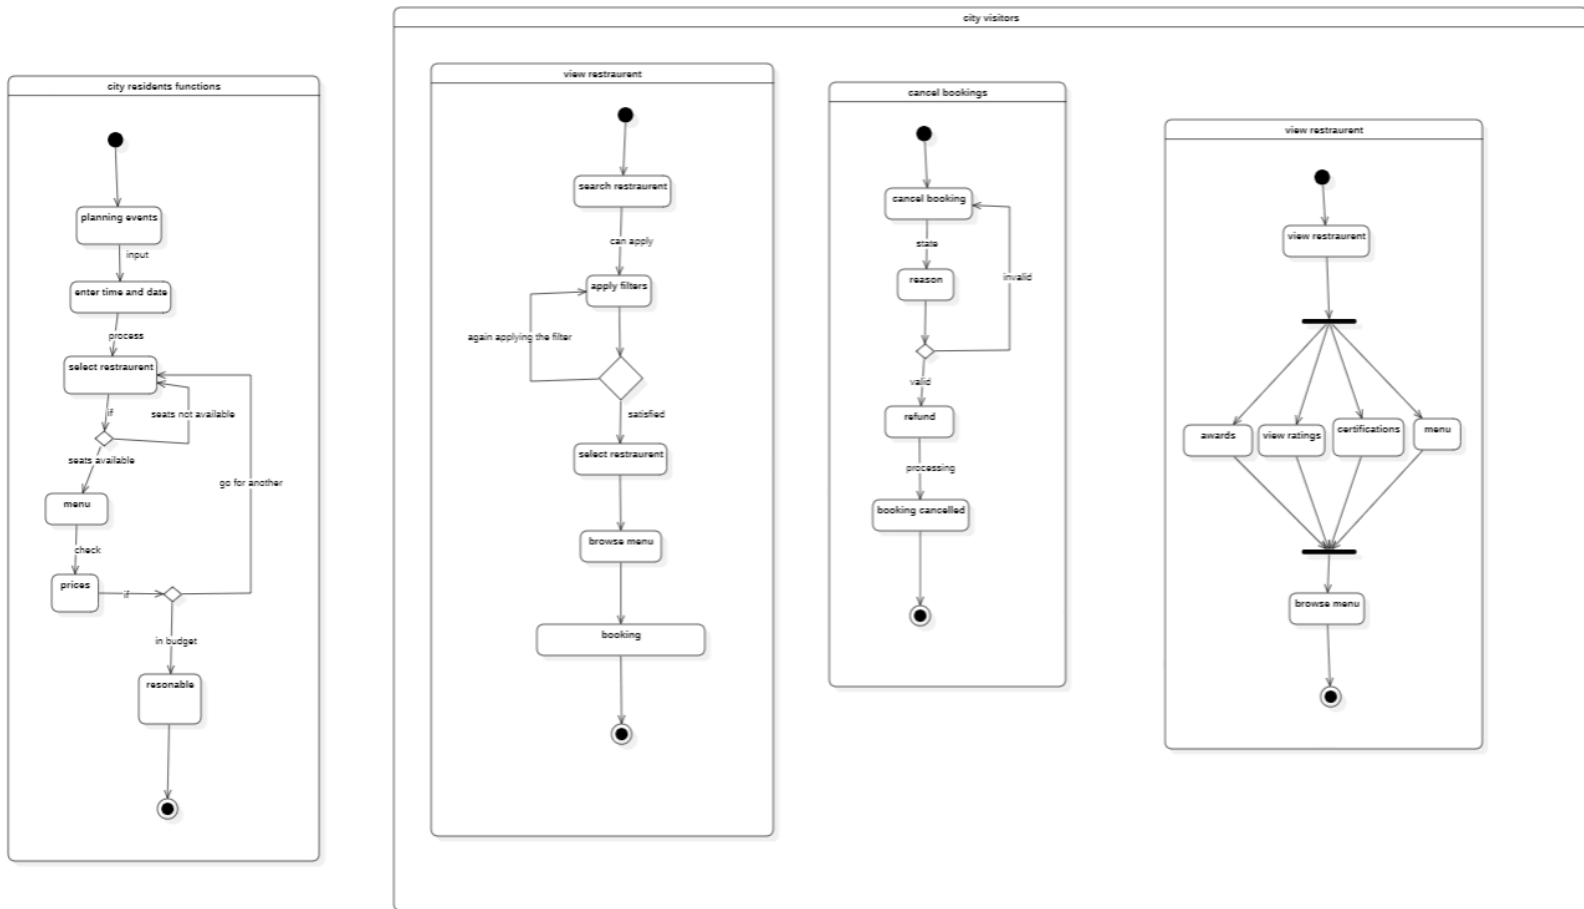 city visitors
city residents functions
planning events
input
enter time and date
process
select restraurent
if
seats not available
seats available
go for another
menu
check
prices
if
in budget
resonable
view restraurent
search restraurent
can apply
apply filters
again applying the filter
satisfied
select restraurent
browse menu
booking
cancel bookings
cancel booking
state
reason
invalid
valid
refund
processing
booking cancelled
view restraurent
view restraurent
awards
view ratings
certifications
menu
browse menu